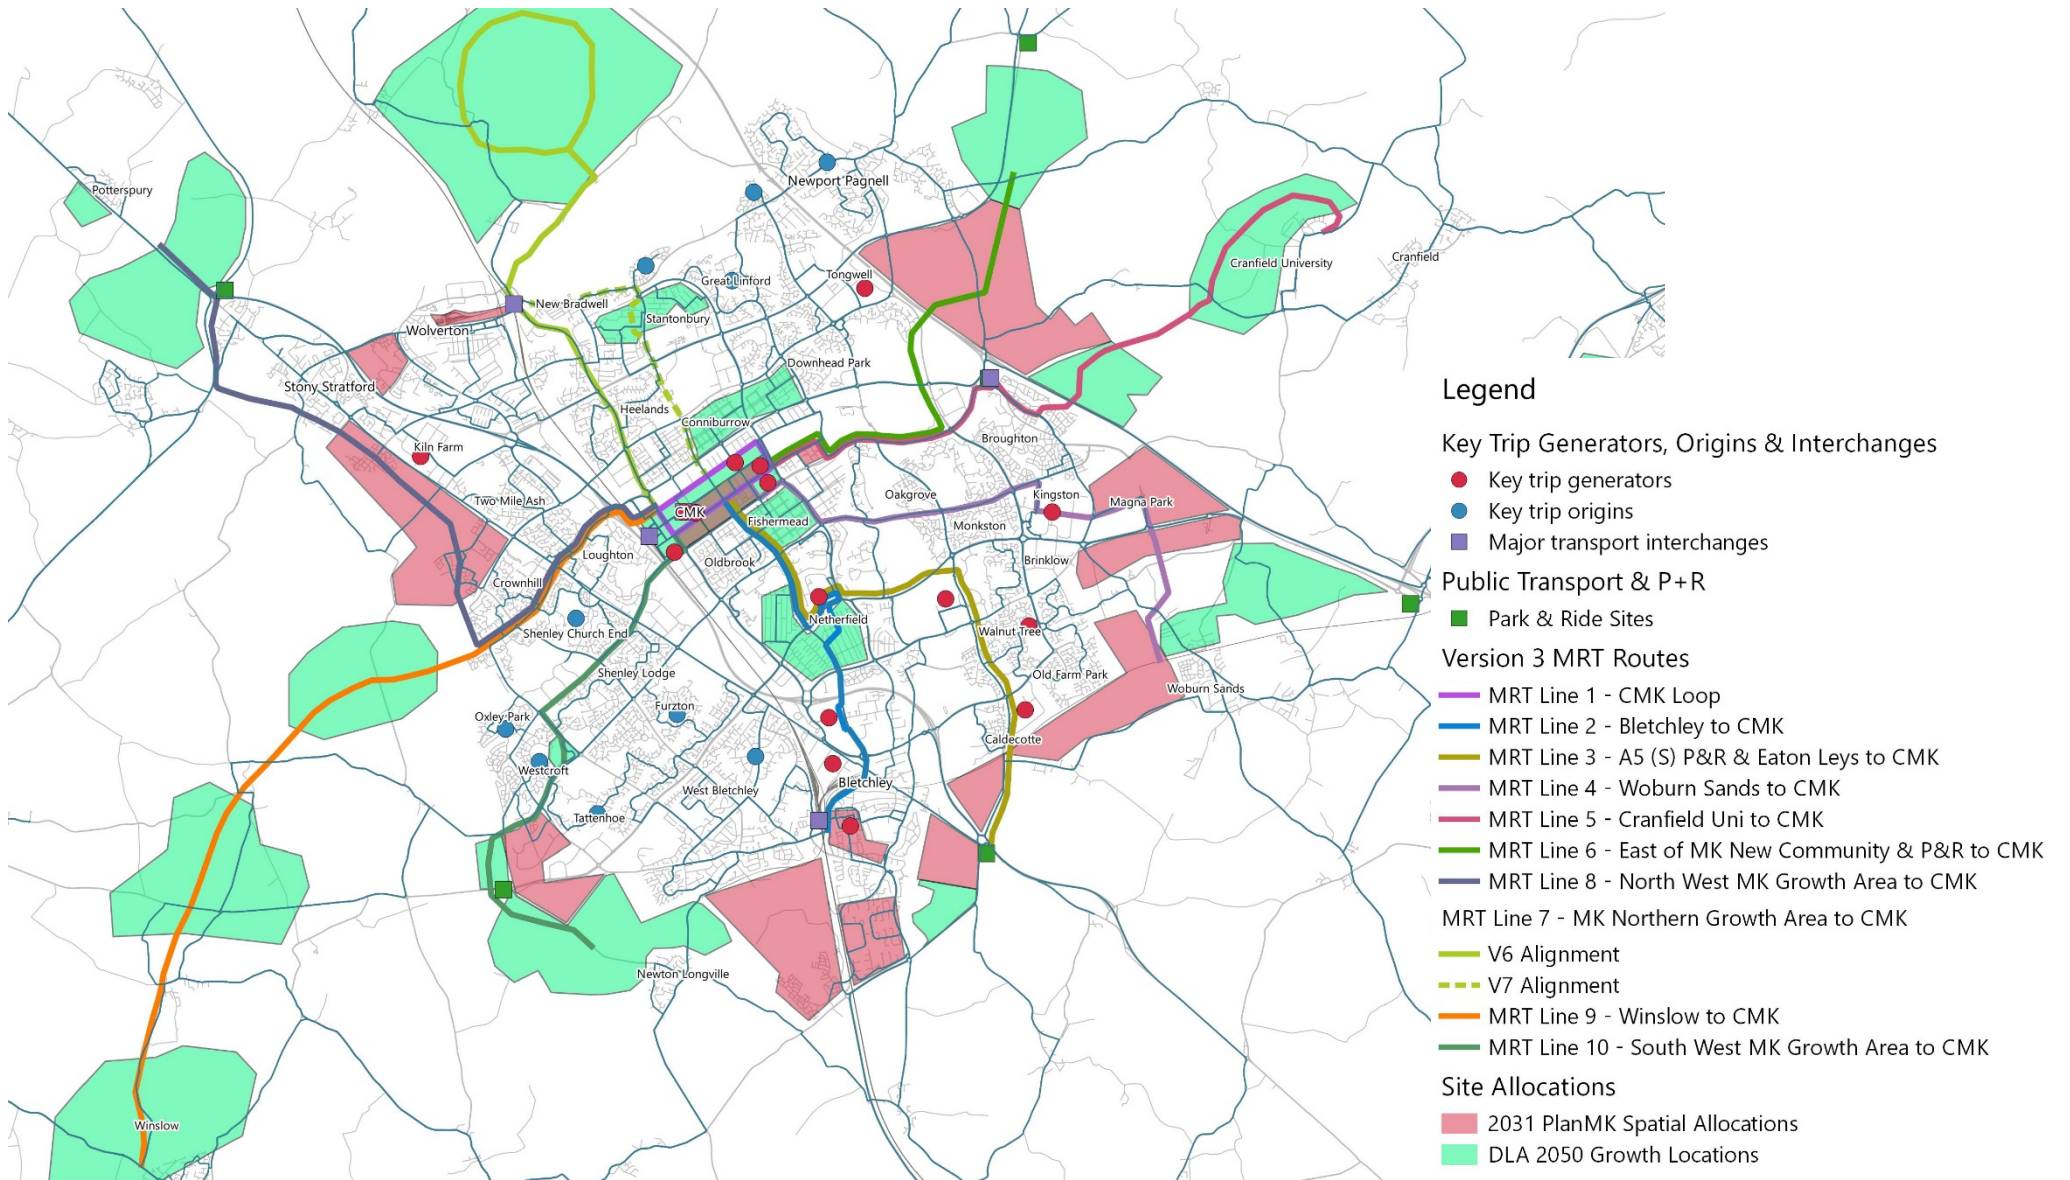 Potterspury
Newport Pagnell
Cranfield University
Cranfield
Great Linford
Tongwell
New Bradwell
Stantonbury
Wolverton
Downhead Park
Stony Stratford
Heelands
Conniburrow
Kiln Farm
Broughton
Two Mile Ash
Oakgrove
Kingston
Magna Park
CMK
Fishermead
Monkston
Loughton
Oldbrook
Brinklow
Crownhill
Netherfield
Shenley Church End
Walnut Tree
Shenley Lodge
Old Farm Park
Woburn Sands
Furzton
Oxley Park
Caldecotte
Westcroft
Bletchley
West Bletchley
Tattenhoe
Newton Longville
Winslow
Legend
Key Trip Generators, Origins & Interchanges
Key trip generators
Key trip origins
Major transport interchanges
Public Transport & P+R
Park & Ride Sites
Version 3 MRT Routes
MRT Line 1 - CMK Loop
MRT Line 2 - Bletchley to CMK
MRT Line 3 - A5 (S) P&R & Eaton Leys to CMK
MRT Line 4 - Woburn Sands to CMK
MRT Line 5 - Cranfield Uni to CMK
MRT Line 6 - East of MK New Community & P&R to CMK
MRT Line 8 - North West MK Growth Area to CMK
MRT Line 7 - MK Northern Growth Area to CMK
V6 Alignment
V7 Alignment
MRT Line 9 - Winslow to CMK
MRT Line 10 - South West MK Growth Area to CMK
Site Allocations
2031 PlanMK Spatial Allocations
DLA 2050 Growth Locations